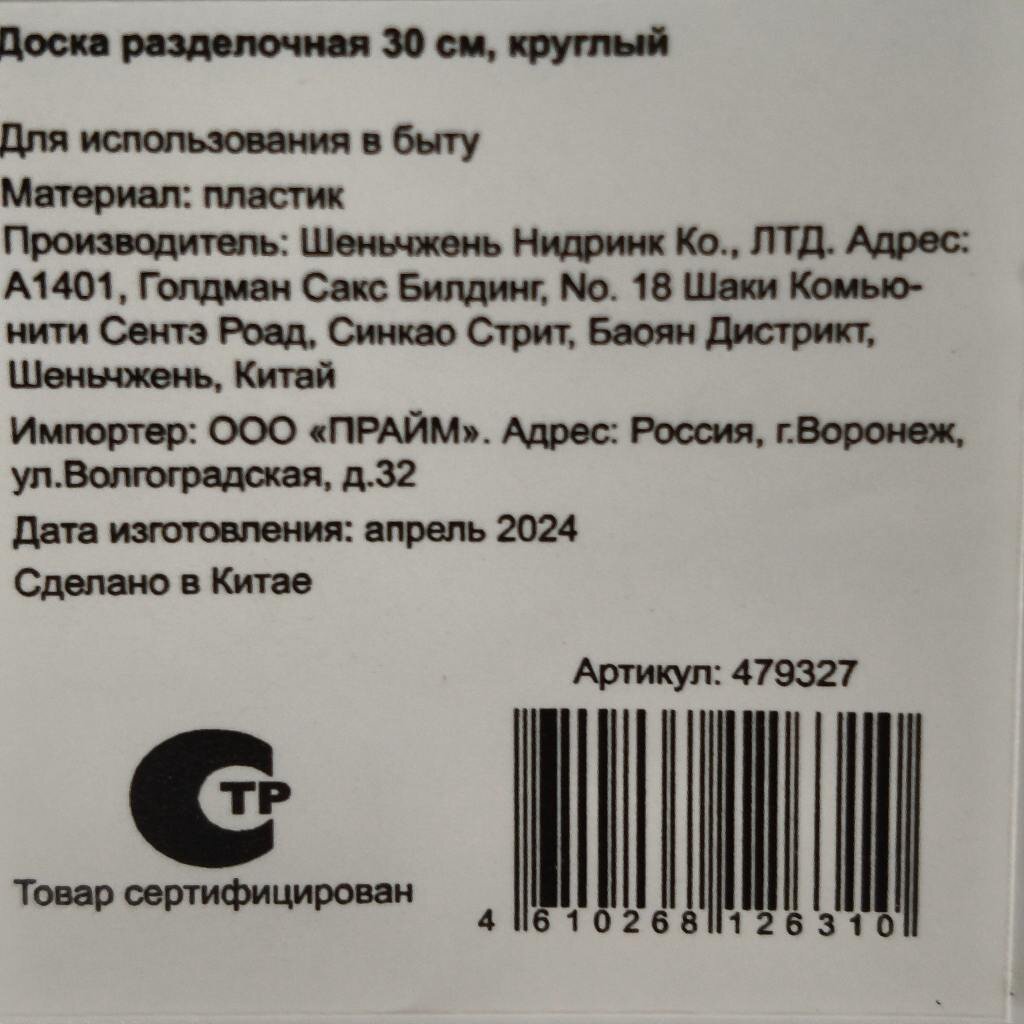 Доска разделочная 30 см, круглый
Для использования в быту
Материал: пластик
Производитель: Шеньчжень Нидринк Ко., ЛТД. Адрес:
А1401, Голдман Сакс Билдинг, No. 18 Шаки Комью-
нити Сентэ Роад, Синкао Стрит, Баоян Дистрикт,
Шеньчжень, Китай
Импортер: ООО «ПРАЙМ». Адрес: Россия, г.Воронеж,
ул.Волгоградская, д.32
Дата изготовления: апрель 2024
Сделано в Китае
Артикул: 479327
СТР
Товар сертифицирован
4 610268 126310